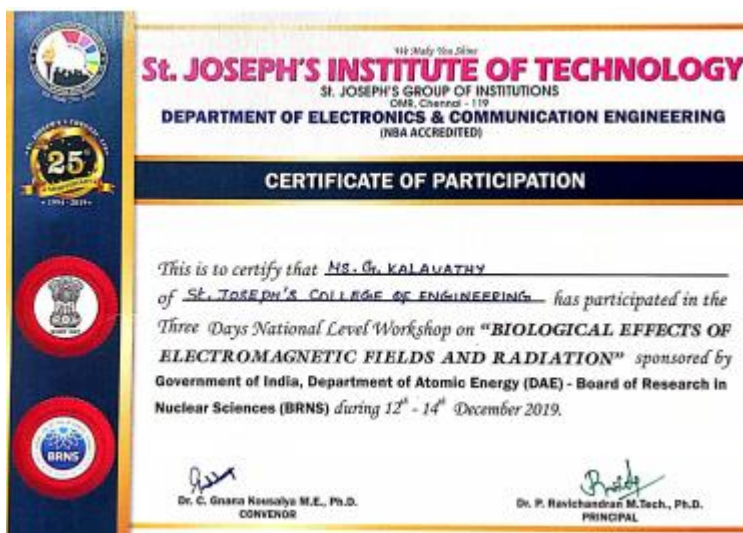 We Make You Shine
St. JOSEPH'S INSTITUTE OF TECHNOLOGY
St. JOSEPH'S GROUP OF INSTITUTIONS
OMR, Chennai - 119
DEPARTMENT OF ELECTRONICS & COMMUNICATION ENGINEERING
(NBA ACCREDITED)
25
1994 - 2019
CERTIFICATE OF PARTICIPATION
This is to certify that MS. G. KALAVATHY
of St. JOSEPH'S COLLEGE OF ENGINEERING has participated in the
Three Days National Level Workshop on "BIOLOGICAL EFFECTS OF
ELECTROMAGNETIC FIELDS AND RADIATION" sponsored by
Government of India, Department of Atomic Energy (DAE) - Board of Research in
Nuclear Sciences (BRNS) during 12th - 14th December 2019.
BRNS
Dr. C. Gnana Kousalya M.E., Ph.D.
CONVENOR
Dr. P. Ravichandran M.Tech., Ph.D.
PRINCIPAL